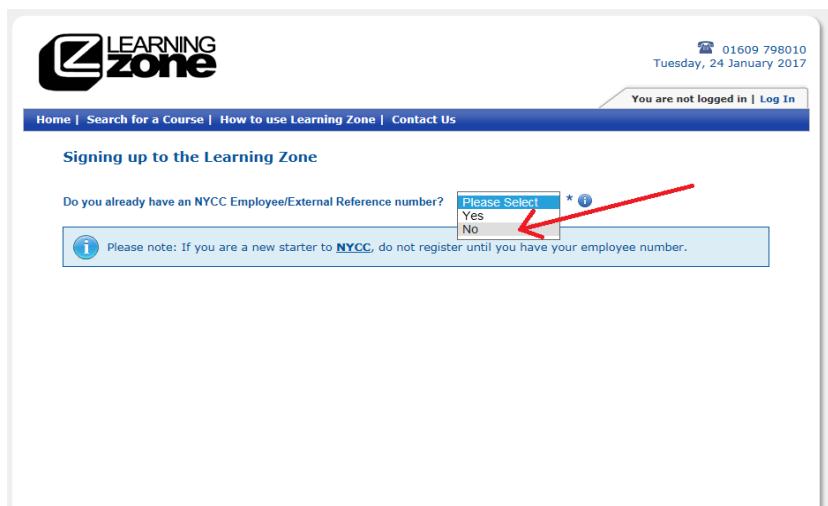 LEARNING
zone
01609 798010
Tuesday, 24 January 2017
You are not logged in | Log In
Home | Search for a Course | How to use Learning Zone | Contact Us
Signing up to the Learning Zone
Do you already have an NYCC Employee/External Reference number? Please Select *
Yes
No
Please note: If you are a new starter to NYCC, do not register until you have your employee number.